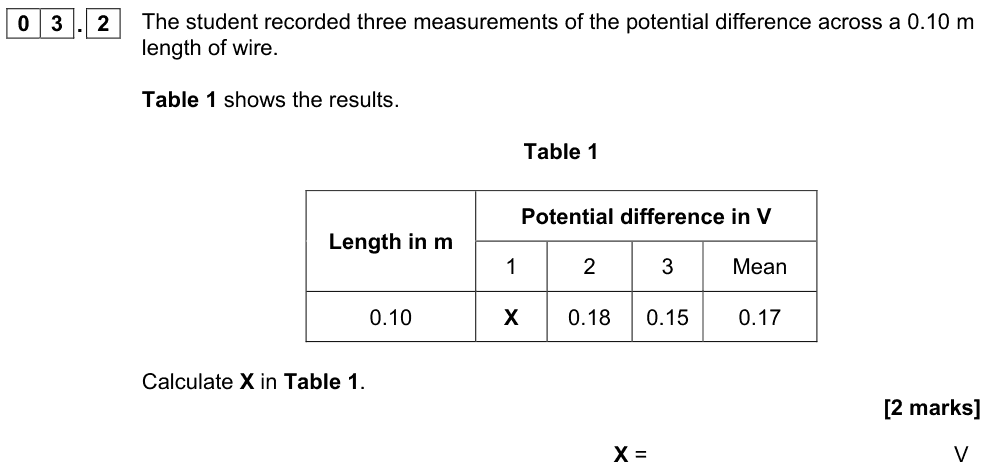 0 3 . 2 The student recorded three measurements of the potential difference across a 0.10 m
length of wire.
Table 1 shows the results.
Table 1
Length in m Potential difference in V
1 2 3 Mean
0.10 X 0.18 0.15 0.17
Calculate X in Table 1.
[2 marks]
X = V